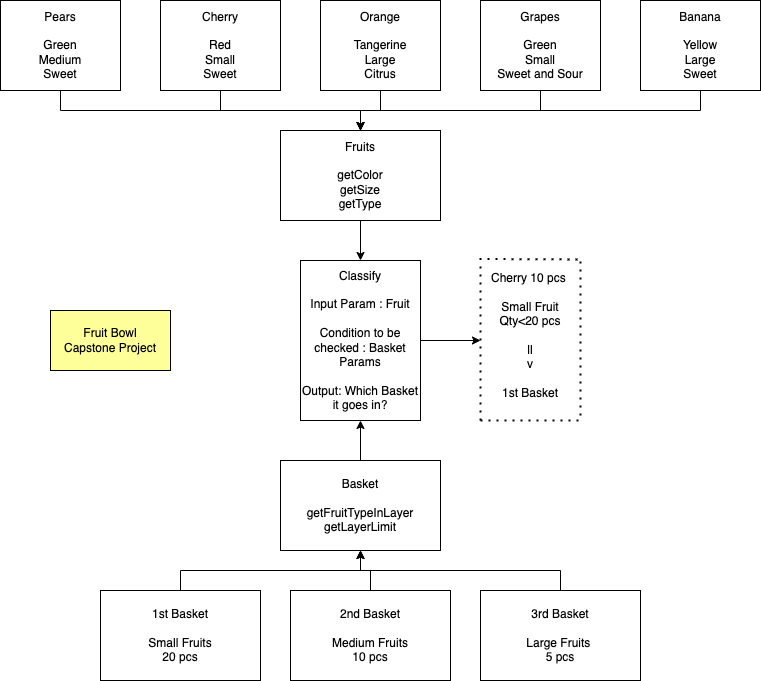 Pears
Green
Medium
Sweet
Cherry
Red
Small
Sweet
Orange
Tangerine
Large
Citrus
Grapes
Green
Small
Sweet and Sour
Banana
Yellow
Large
Sweet
Fruits
getColor
getSize
getType
Classify
Input Param : Fruit
Condition to be
checked : Basket
Params
Output: Which Basket
it goes in?
Cherry 10 pcs
Small Fruit
Qty<20 pcs
ll
v
1st Basket
Fruit Bowl
Capstone Project
Basket
getFruitTypeInLayer
getLayerLimit
1st Basket
Small Fruits
20 pcs
2nd Basket
Medium Fruits
10 pcs
3rd Basket
Large Fruits
5 pcs